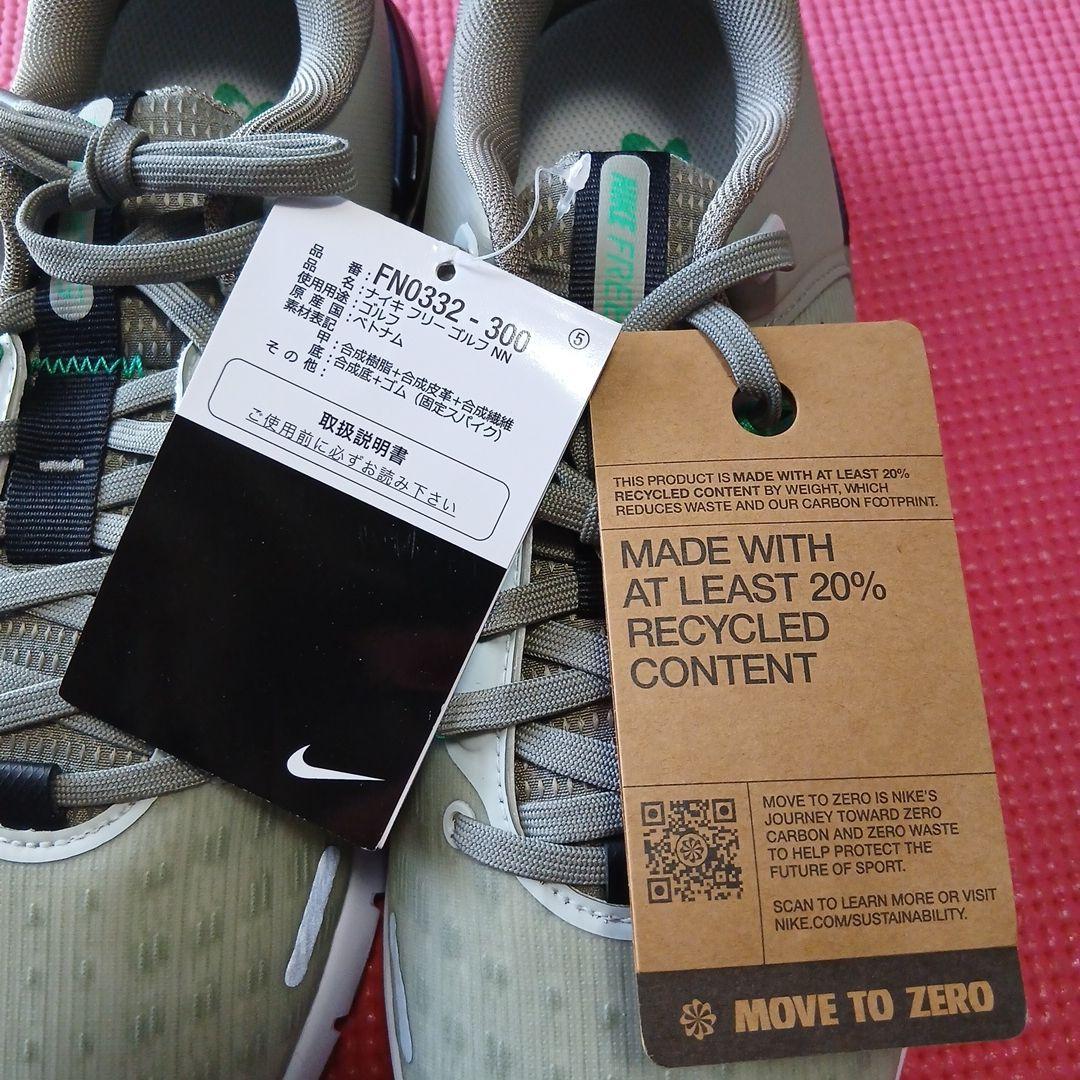 品 番 : FN0332 - 300 ⑤
品 名 : ナイキ フリー ゴルフ NN
使用用途 : ゴルフ
原 産 国 : ベトナム
素材表記
甲 : 合成樹脂+合成皮革+合成繊維
底 : 合成底+ゴム (固定スパイク)
そ の 他 :
取扱説明書
ご使用前に必ずお読み下さい
NIKE FREE
THIS PRODUCT IS MADE WITH AT LEAST 20%
RECYCLED CONTENT BY WEIGHT, WHICH
REDUCES WASTE AND OUR CARBON FOOTPRINT.
MADE WITH
AT LEAST 20%
RECYCLED
CONTENT
MOVE TO ZERO IS NIKE'S
JOURNEY TOWARD ZERO
CARBON AND ZERO WASTE
TO HELP PROTECT THE
FUTURE OF SPORT.
SCAN TO LEARN MORE OR VISIT
NIKE.COM/SUSTAINABILITY.
MOVE TO ZERO